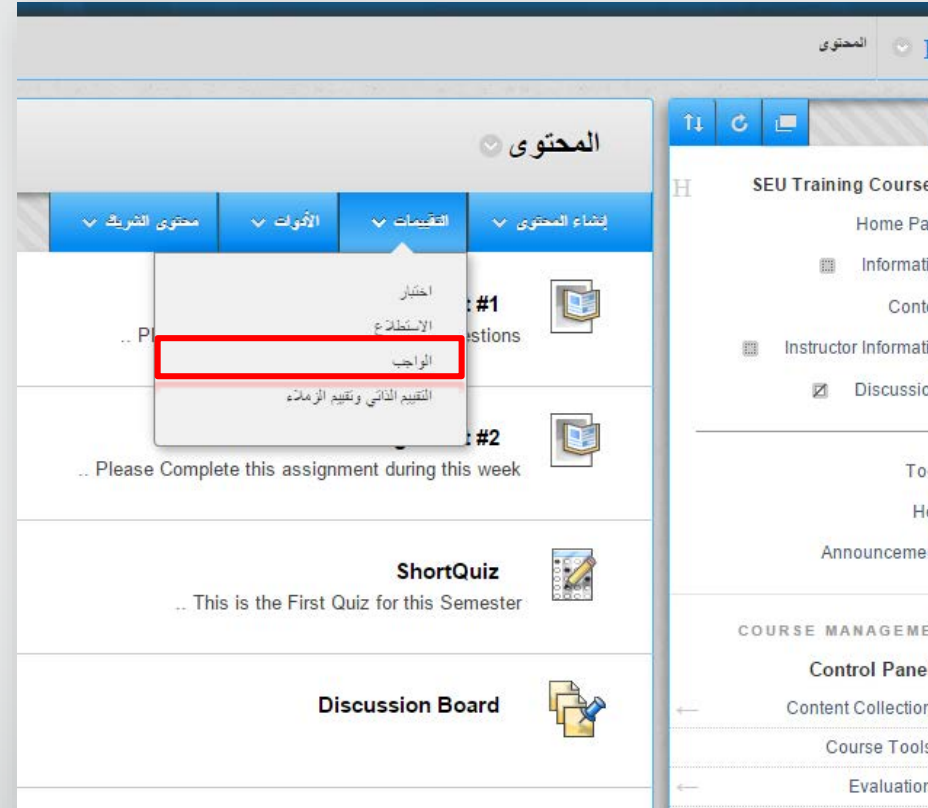 المحتوى
المحتوى
إنشاء المحتوى
التقييمات
الأدوات
محتوى الشريك
اختبار
الاستطلاع
الواجب
التقييم الذاتي وتقييم الزملاء
#1
#2
.. Please Complete this assignment during this week
ShortQuiz
.. This is the First Quiz for this Semester
Discussion Board
H
SEU Training Course
Home Pa
Informati
Conte
Instructor Informati
Discussio
To
Ho
Announceme
COURSE MANAGEME
Control Pane
Content Collection
Course Tools
Evaluation